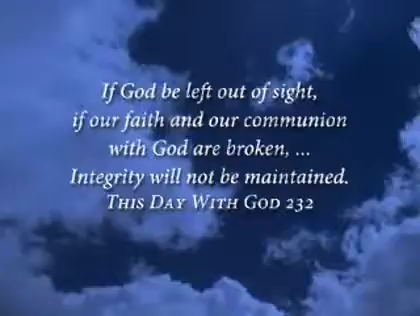 If God be left out of sight,
if our faith and our communion
with God are broken, ...
Integrity will not be maintained.
THIS DAY WITH GOD 232